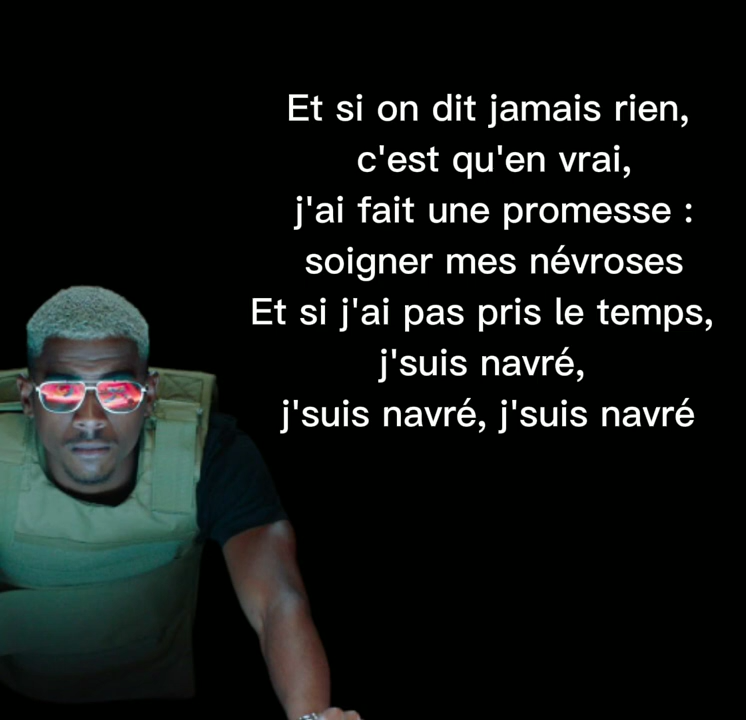 Et si on dit jamais rien,
c'est qu'en vrai,
j'ai fait une promesse :
soigner mes névroses
Et si j'ai pas pris le temps,
j'suis navré,
j'suis navré, j'suis navré